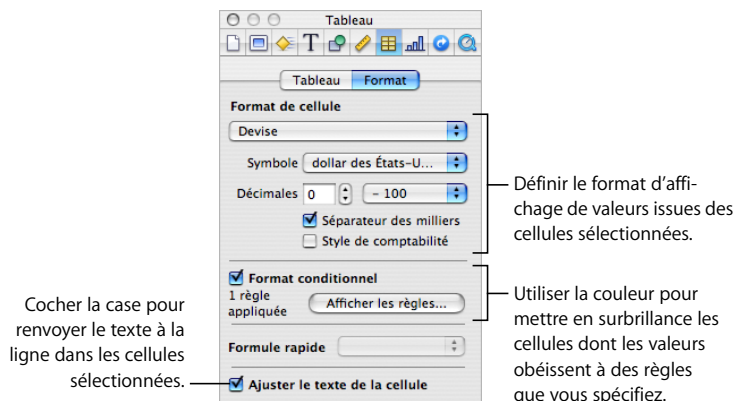 Tableau
T
Tableau Format
Format de cellule
Devise
Symbole dollar des États-U...
Décimales 0 - 100
Séparateur des milliers
Style de comptabilité
Définir le format d'affi-
chage de valeurs issues des
cellules sélectionnées.
Format conditionnel
1 règle
appliquée
Afficher les règles...
Utiliser la couleur pour
mettre en surbrillance les
cellules dont les valeurs
obéissent à des règles
que vous spécifiez.
Formule rapide
Cocher la case pour
renvoyer le texte à la
ligne dans les cellules
sélectionnées.
Ajuster le texte de la cellule